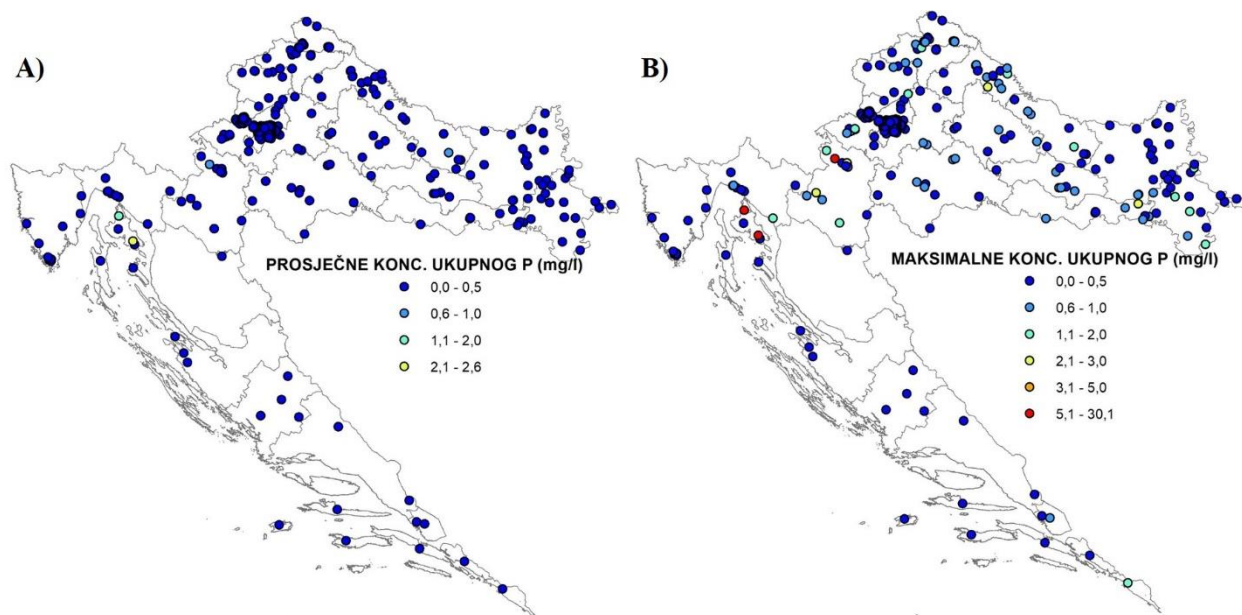 A)
PROSJEČNE KONC. UKUPNOG P (mg/l)
0,0 - 0,5
0,6 - 1,0
1,1 - 2,0
2,1 - 2,6
B)
MAKSIMALNE KONC. UKUPNOG P (mg/l)
0,0 - 0,5
0,6 - 1,0
1,1 - 2,0
2,1 - 3,0
3,1 - 5,0
5,1 - 30,1